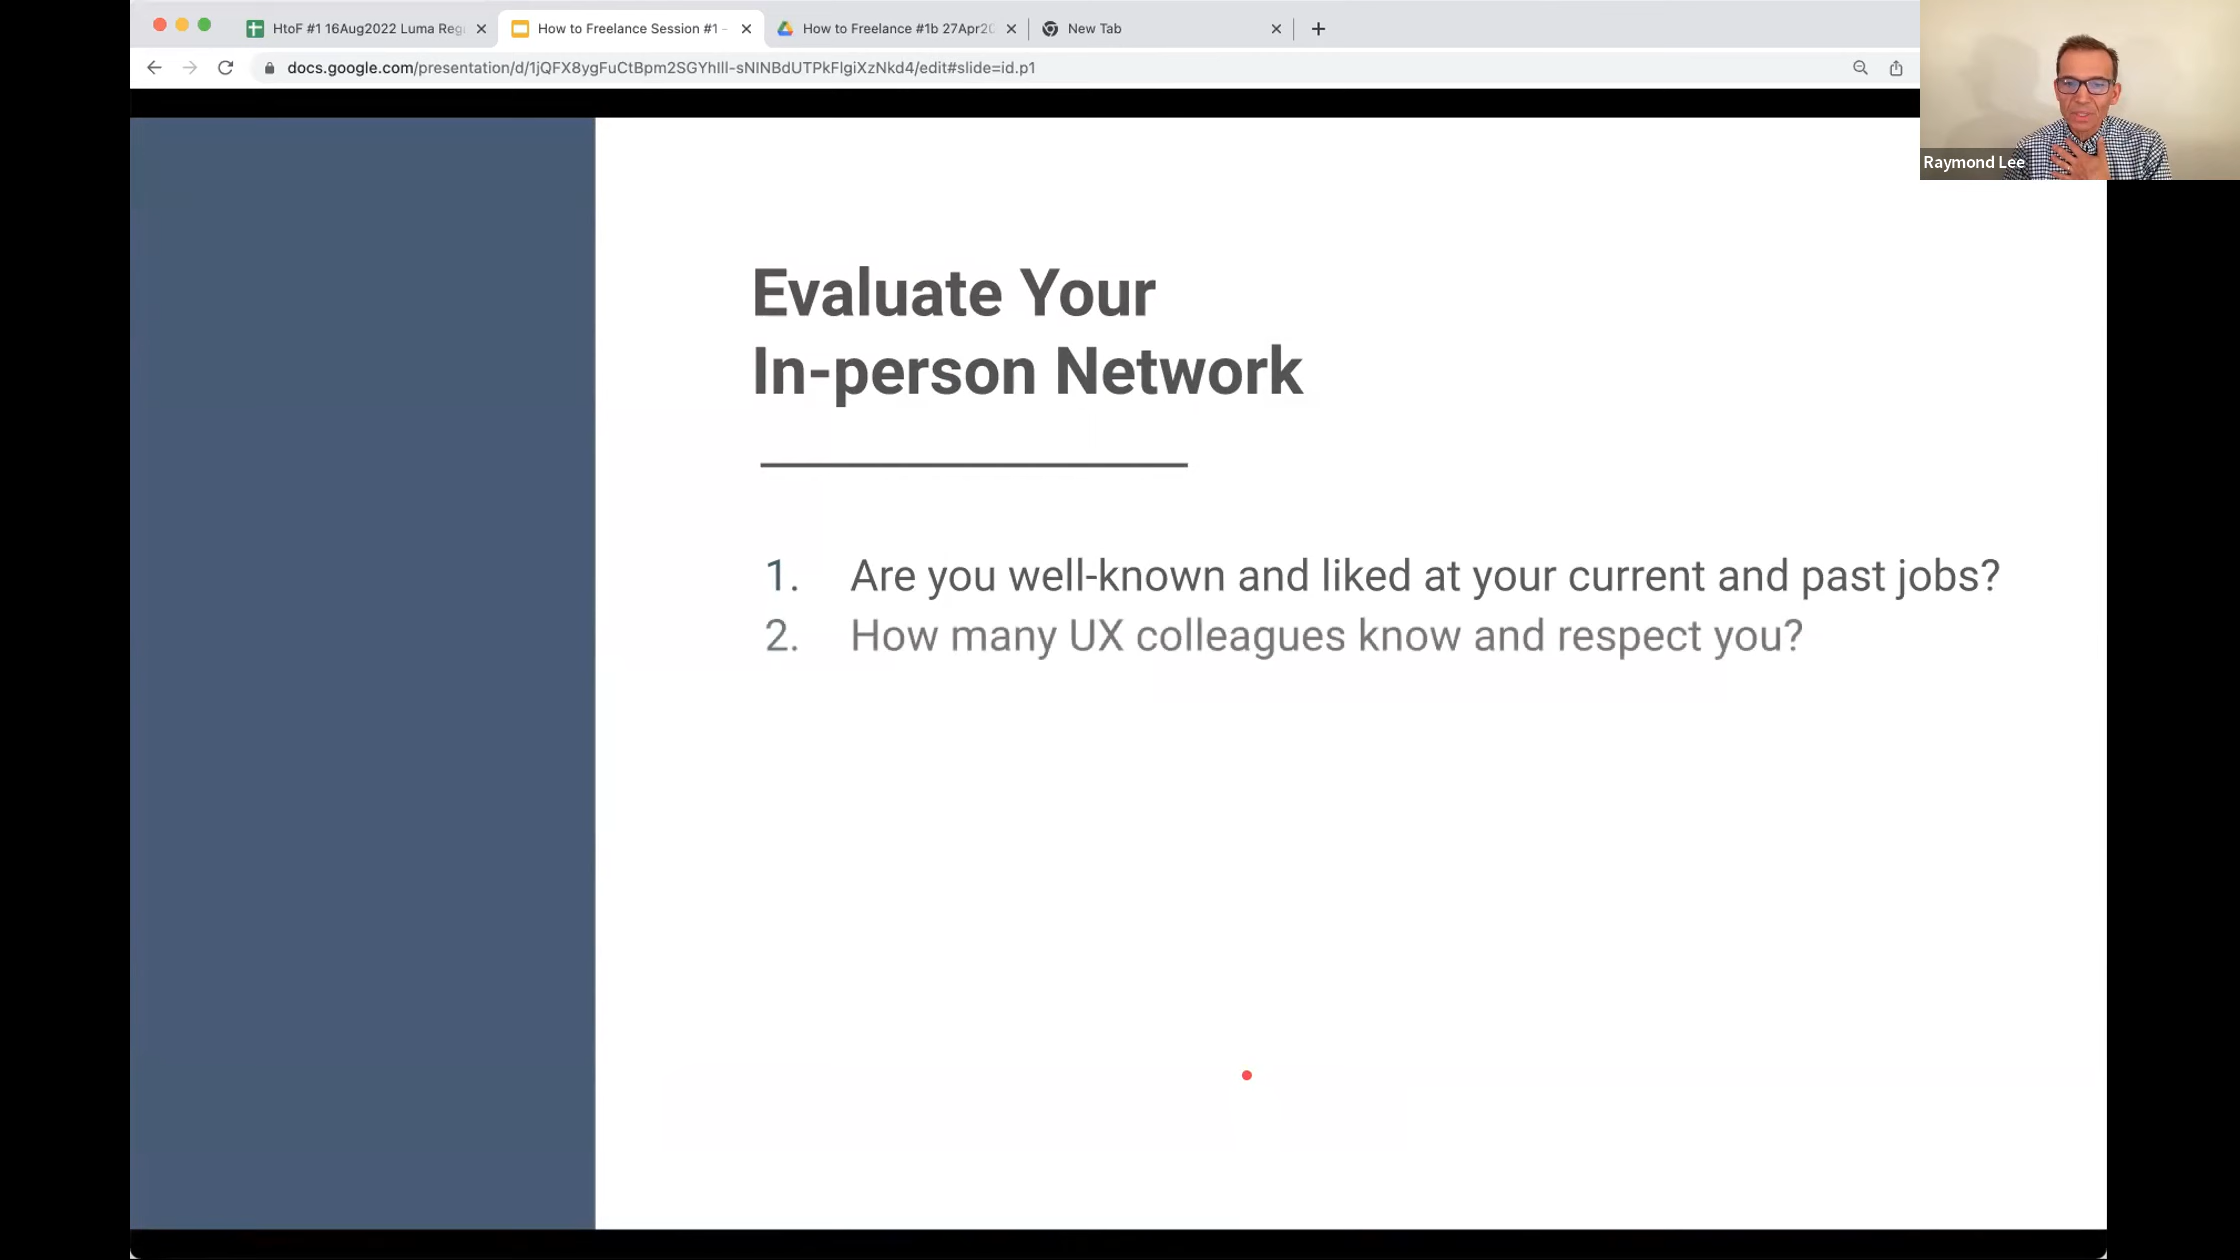 HtoF #1 16Aug2022 Luma Reg
How to Freelance Session #1 -
How to Freelance #1b 27Apr20
New Tab
docs.google.com/presentation/d/1jQFX8ygFuCtBpm2SGYhIll-sNINBdUTPkFlgiXzNkd4/edit#slide=id.p1
Raymond Lee
Evaluate Your
In-person Network
1. Are you well-known and liked at your current and past jobs?
2. How many UX colleagues know and respect you?